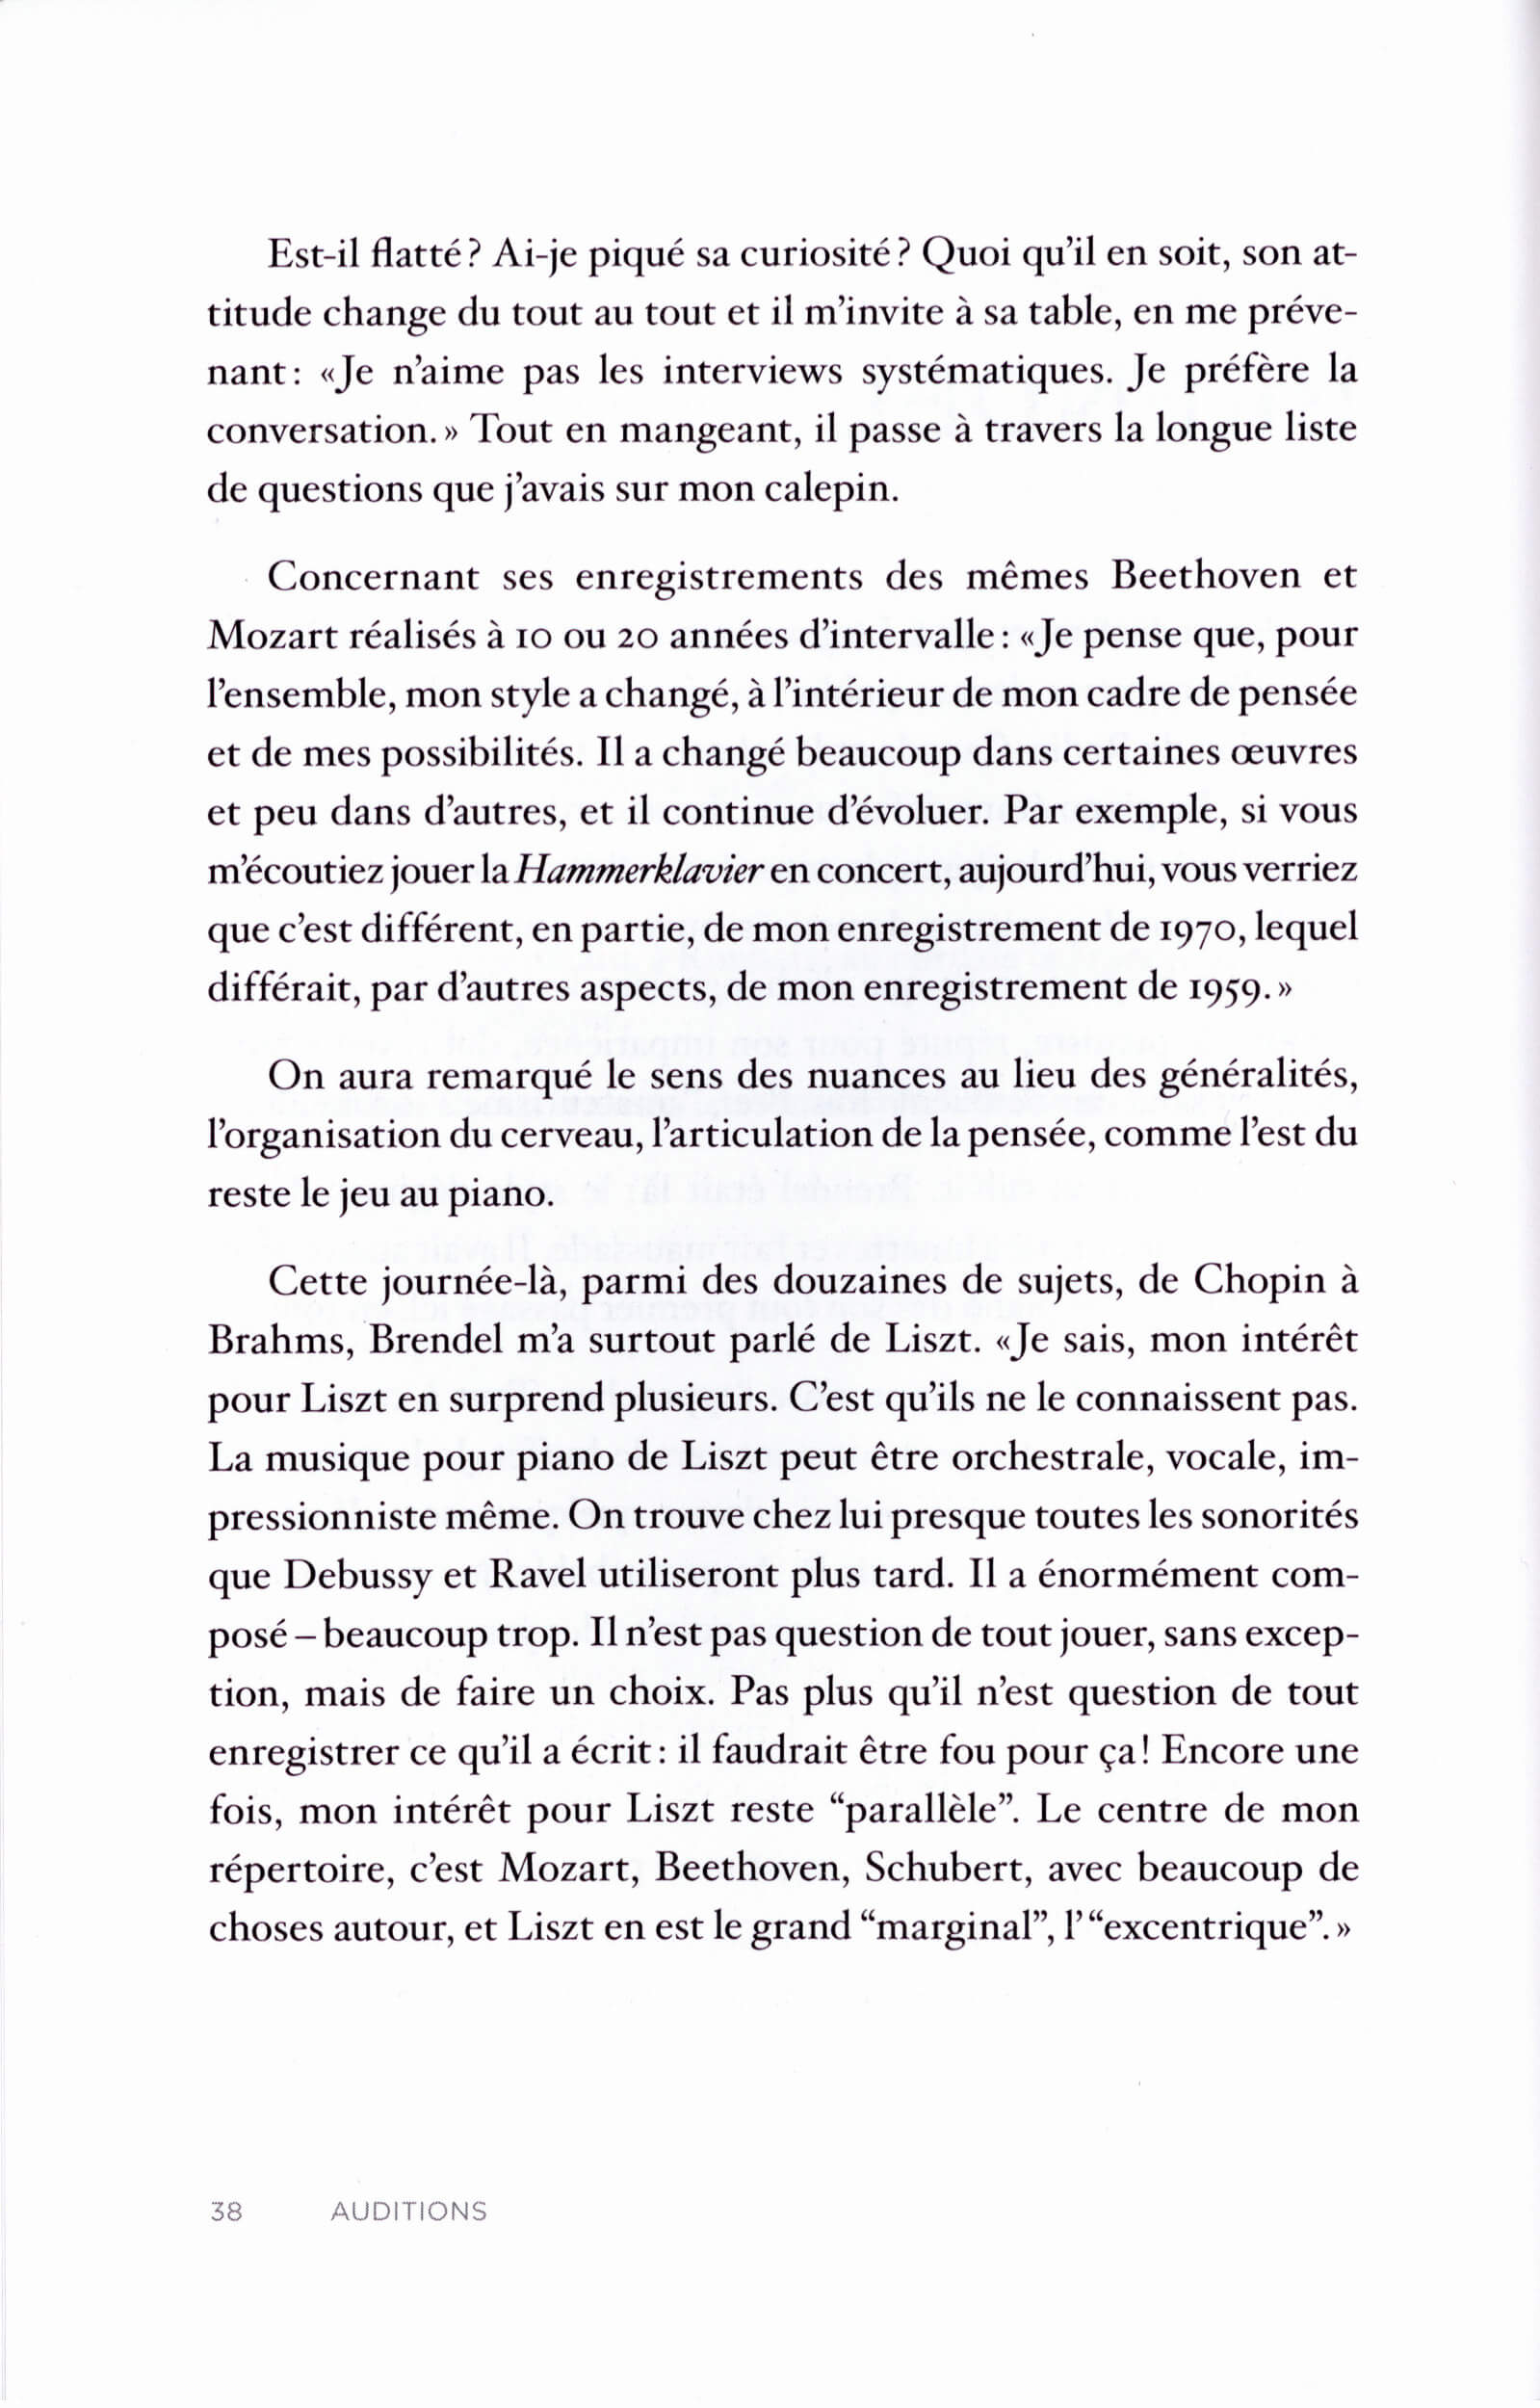 Est-il flatté? Ai-je piqué sa curiosité? Quoi qu’il en soit, son at-
titude change du tout au tout et il m’invite à sa table, en me préve-
nant: «Je n’aime pas les interviews systématiques. Je préfère la
conversation.» Tout en mangeant, il passe à travers la longue liste
de questions que j’avais sur mon calepin.
Concernant ses enregistrements des mêmes Beethoven et
Mozart réalisés à 10 ou 20 années d’intervalle: «Je pense que, pour
l’ensemble, mon style a changé, à l’intérieur de mon cadre de pensée
et de mes possibilités. Il a changé beaucoup dans certaines œuvres
et peu dans d’autres, et il continue d’évoluer. Par exemple, si vous
m’écoutiez jouer la Hammerklavier en concert, aujourd’hui, vous verriez
que c’est différent, en partie, de mon enregistrement de 1970, lequel
différait, par d’autres aspects, de mon enregistrement de 1959.»
On aura remarqué le sens des nuances au lieu des généralités,
l’organisation du cerveau, l’articulation de la pensée, comme l’est du
reste le jeu au piano.
Cette journée-là, parmi des douzaines de sujets, de Chopin à
Brahms, Brendel m’a surtout parlé de Liszt. «Je sais, mon intérêt
pour Liszt en surprend plusieurs. C’est qu’ils ne le connaissent pas.
La musique pour piano de Liszt peut être orchestrale, vocale, im-
pressionniste même. On trouve chez lui presque toutes les sonorités
que Debussy et Ravel utiliseront plus tard. Il a énormément com-
posé – beaucoup trop. Il n’est pas question de tout jouer, sans excep-
tion, mais de faire un choix. Pas plus qu’il n’est question de tout
enregistrer ce qu’il a écrit: il faudrait être fou pour ça! Encore une
fois, mon intérêt pour Liszt reste “parallèle”. Le centre de mon
répertoire, c’est Mozart, Beethoven, Schubert, avec beaucoup de
choses autour, et Liszt en est le grand “marginal”, l’“excentrique”.»
38 AUDITIONS